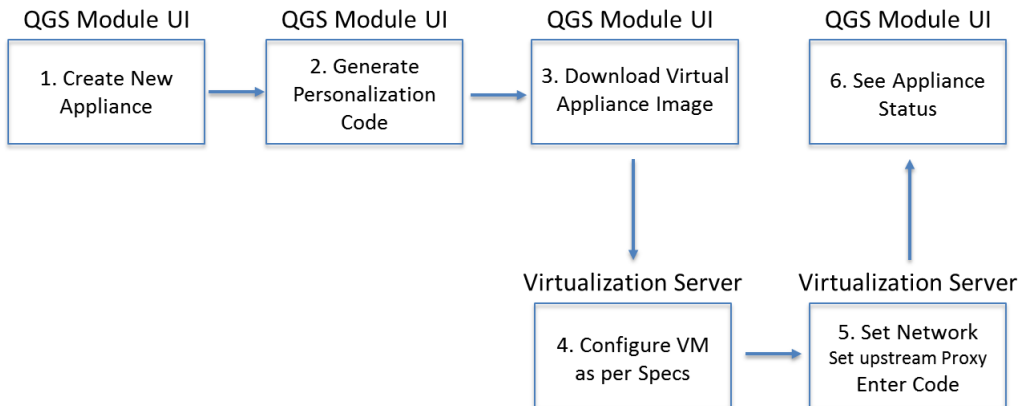 QGS Module UI
1. Create New
Appliance
QGS Module UI
2. Generate
Personalization
Code
QGS Module UI
3. Download Virtual
Appliance Image
Virtualization Server
4. Configure VM
as per Specs
Virtualization Server
5. Set Network
Set upstream Proxy
Enter Code
QGS Module UI
6. See Appliance
Status